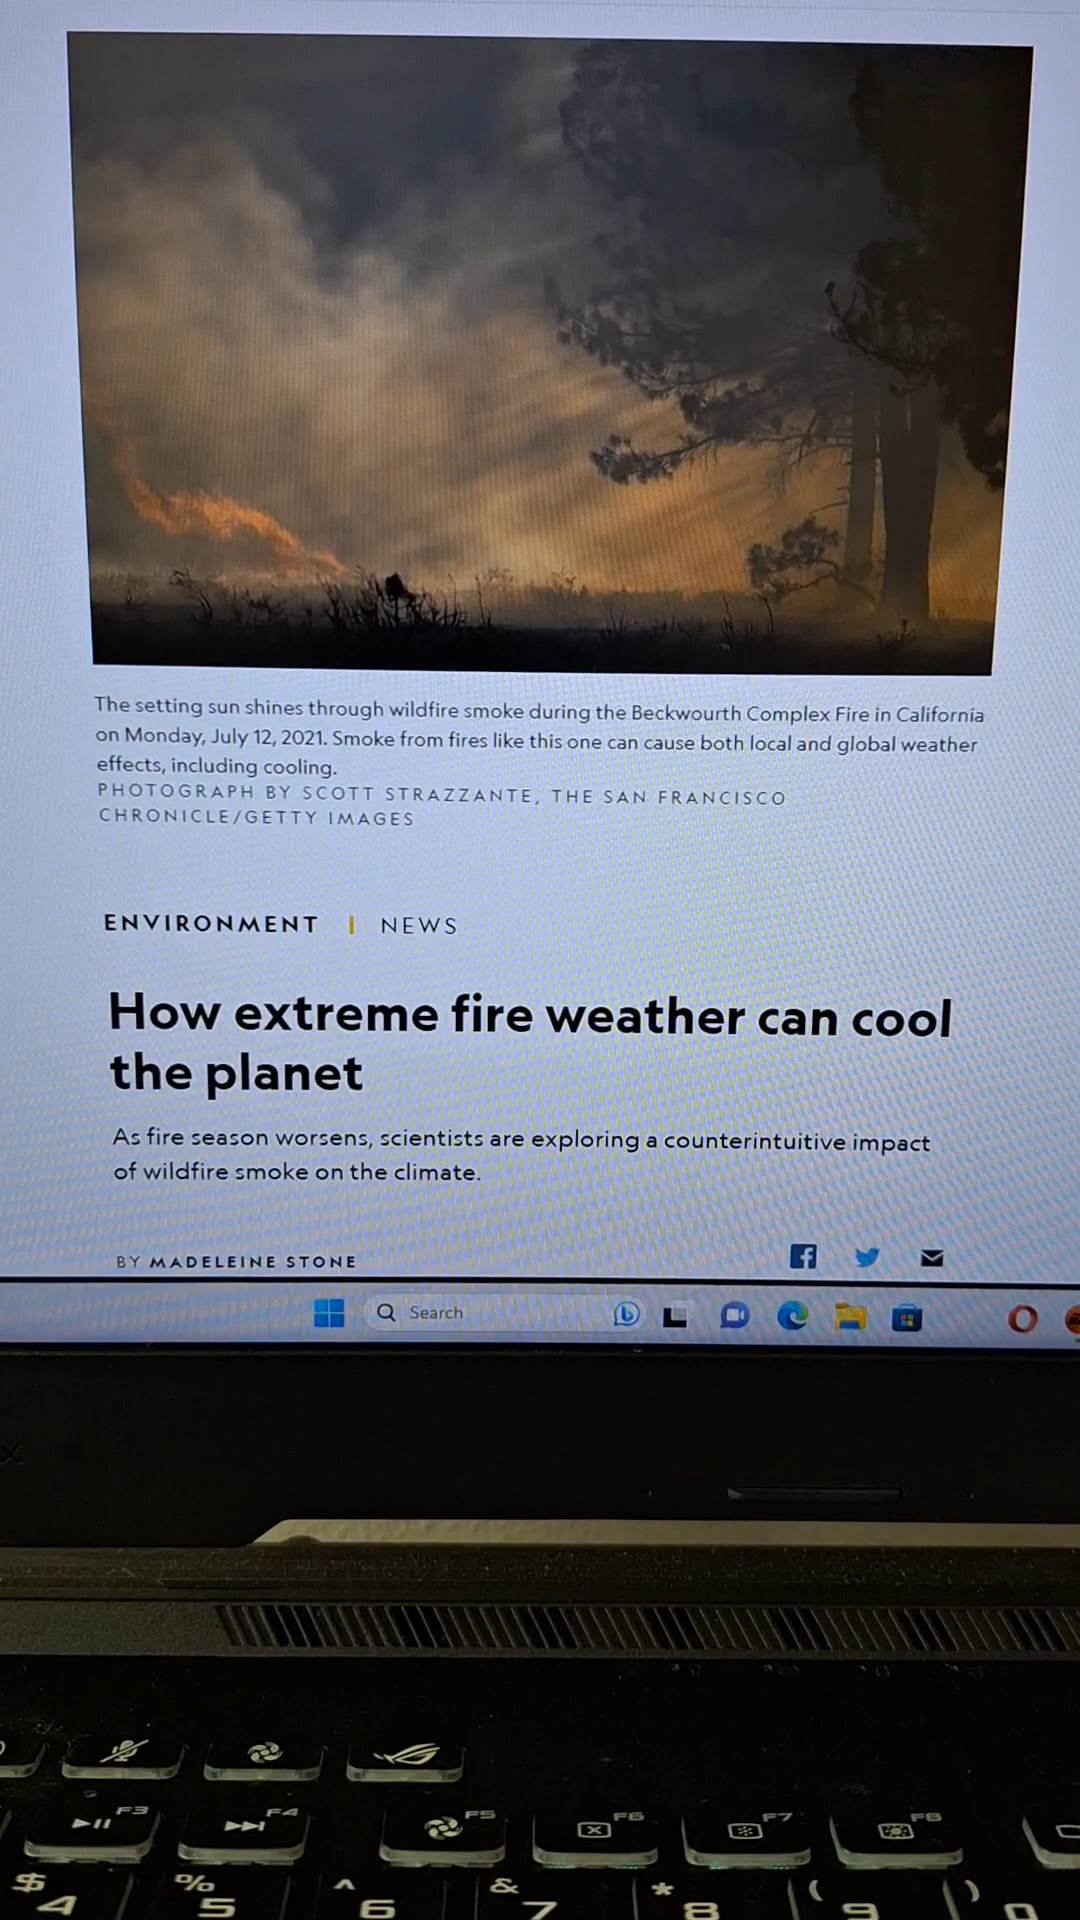 The setting sun shines through wildfire smoke during the Beckwourth Complex Fire in California
on Monday, July 12, 2021. Smoke from fires like this one can cause both local and global weather
effects, including cooling.
PHOTOGRAPH BY SCOTT STRAZZANTE, THE SAN FRANCISCO
CHRONICLE/GETTY IMAGES
ENVIRONMENT | NEWS
How extreme fire weather can cool
the planet
As fire season worsens, scientists are exploring a counterintuitive impact
of wildfire smoke on the climate.
BY MADELEINE STONE
Search
F3 F4 F5 F6 F7 F8
$ % ^ & * ( )
4 5 6 7 8 9 0